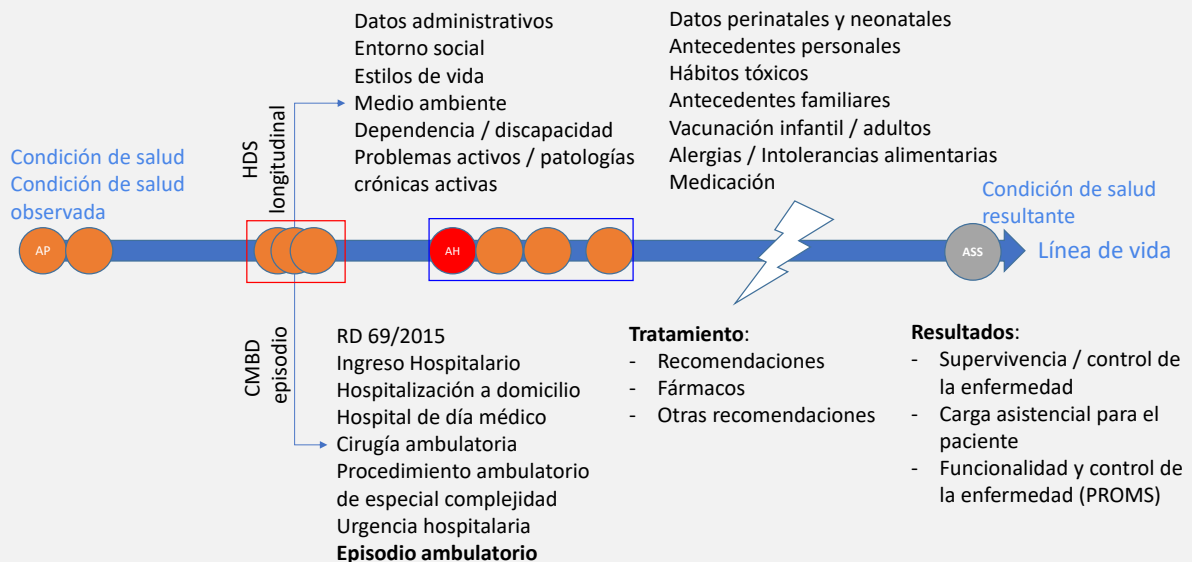 Datos administrativos
Entorno social
Estilos de vida
Medio ambiente
Dependencia / discapacidad
Problemas activos / patologías
crónicas activas
Datos perinatales y neonatales
Antecedentes personales
Hábitos tóxicos
Antecedentes familiares
Vacunación infantil / adultos
Alergias / Intolerancias alimentarias
Medicación
HDS
longitudinal
Condición de salud
Condición de salud
observada
Condición de salud
resultante
AP
AH
ASS
Línea de vida
CMBD
episodio
RD 69/2015
Ingreso Hospitalario
Hospitalización a domicilio
Hospital de día médico
Cirugía ambulatoria
Procedimiento ambulatorio
de especial complejidad
Urgencia hospitalaria
Episodio ambulatorio
Tratamiento:
- Recomendaciones
- Fármacos
- Otras recomendaciones
Resultados:
- Supervivencia / control de
la enfermedad
- Carga asistencial para el
paciente
- Funcionalidad y control de
la enfermedad (PROMS)